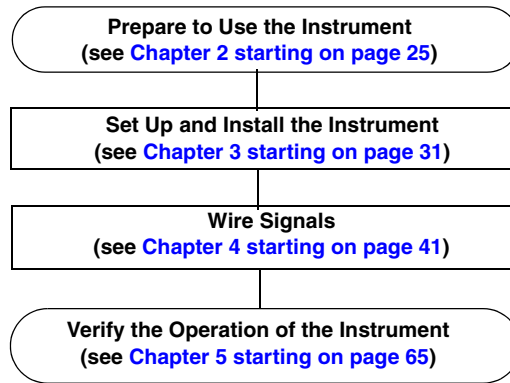 Prepare to Use the Instrument
(see Chapter 2 starting on page 25)
Set Up and Install the Instrument
(see Chapter 3 starting on page 31)
Wire Signals
(see Chapter 4 starting on page 41)
Verify the Operation of the Instrument
(see Chapter 5 starting on page 65)